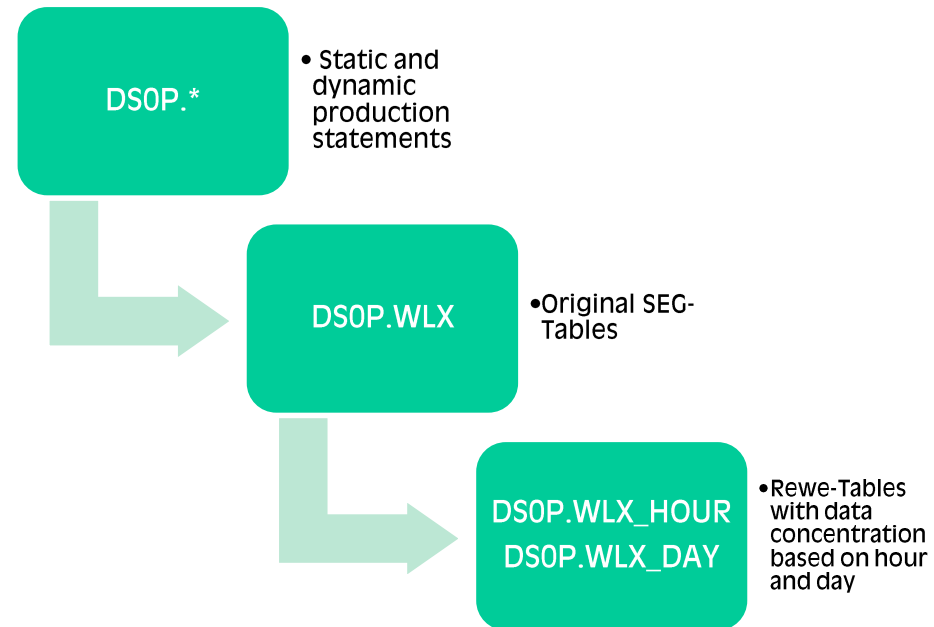 DS0P.*
• Static and
dynamic
production
statements
DS0P.WLX
•Original SEG-
Tables
DS0P.WLX_HOUR
DS0P.WLX_DAY
•Rewe-Tables
with data
concentration
based on hour
and day